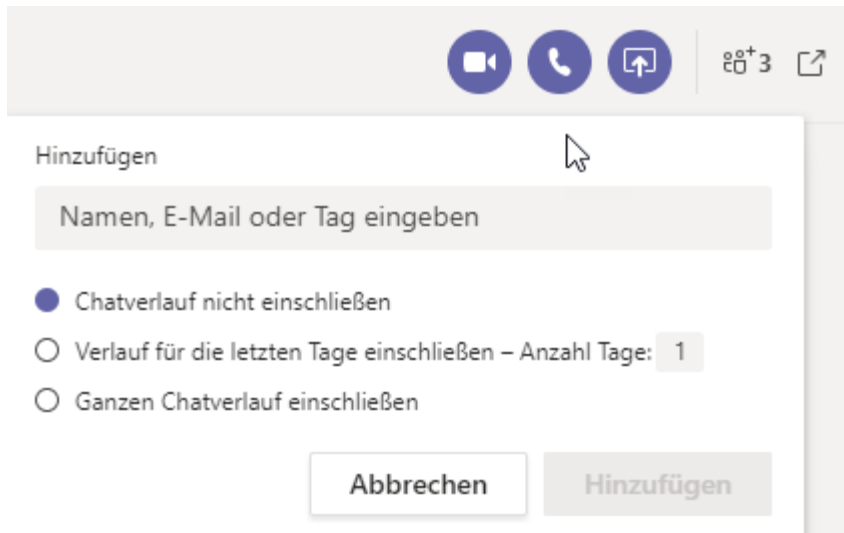 3
Hinzufügen
Namen, E-Mail oder Tag eingeben
Chatverlauf nicht einschließen
Verlauf für die letzten Tage einschließen – Anzahl Tage: 1
Ganzen Chatverlauf einschließen
Abbrechen Hinzufügen